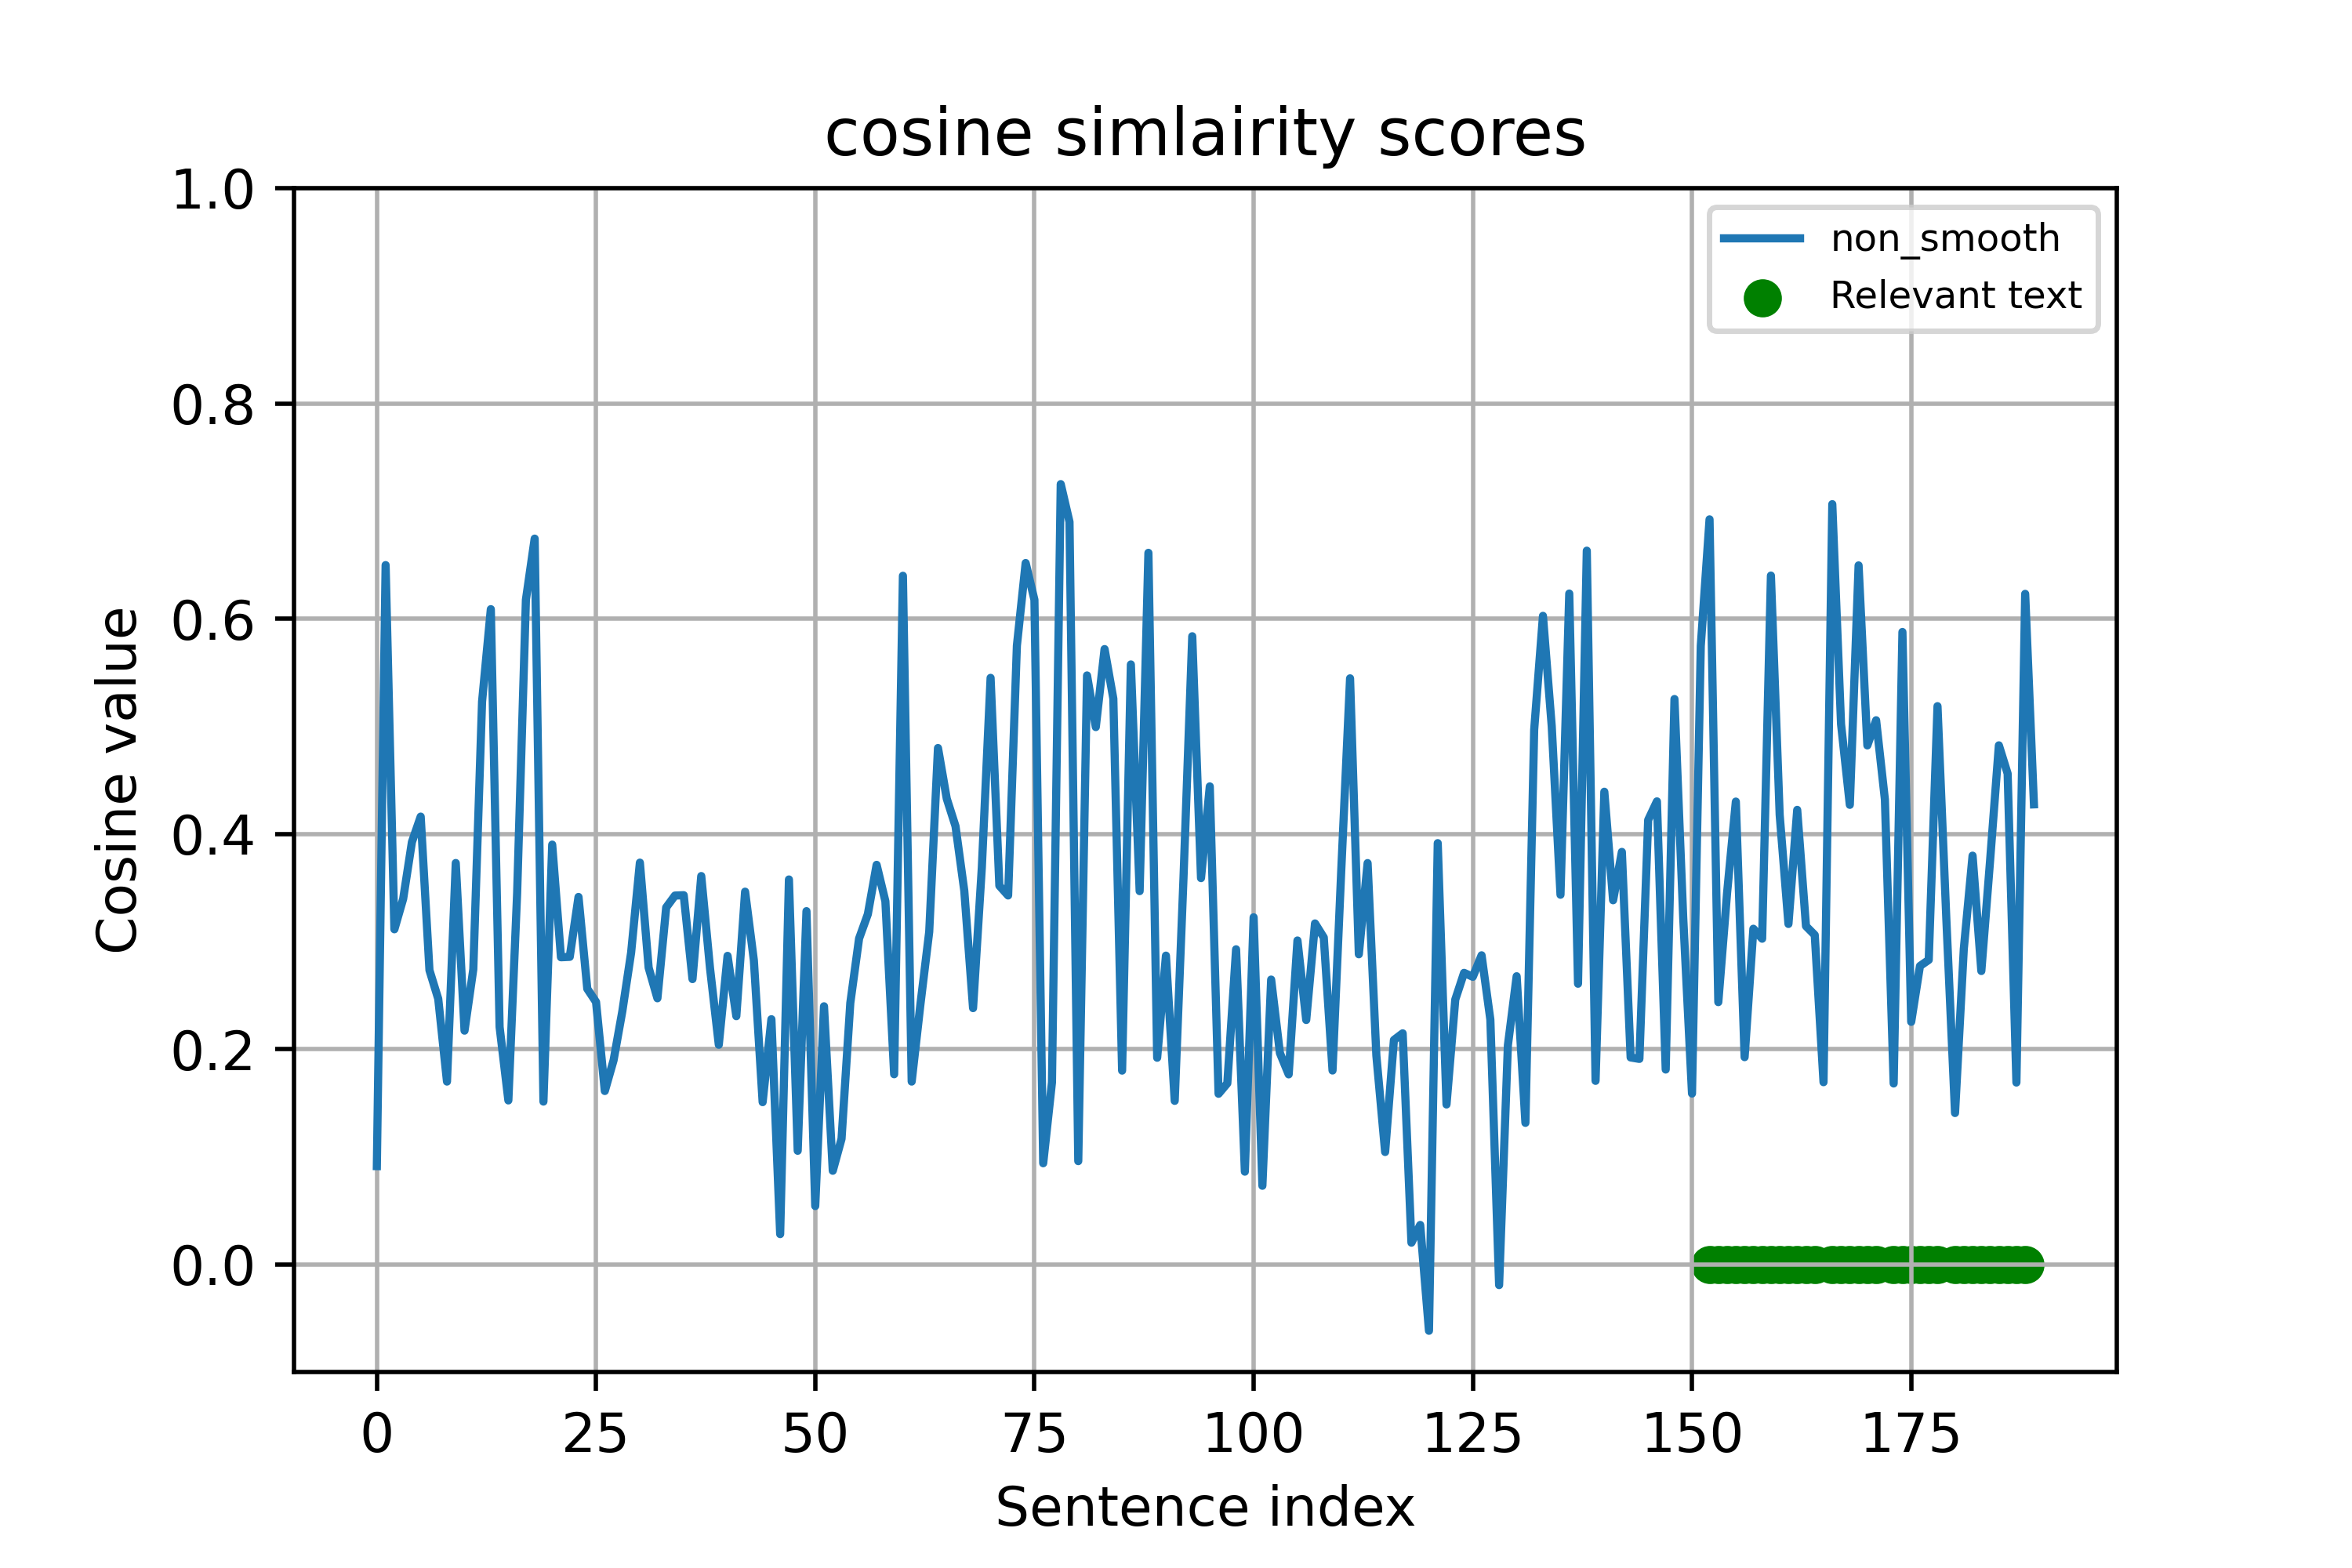 cosine simlairity scores
non_smooth
Relevant text
Cosine value
1.0
0.8
0.6
0.4
0.2
0.0
0 25 50 75 100 125 150 175
Sentence index